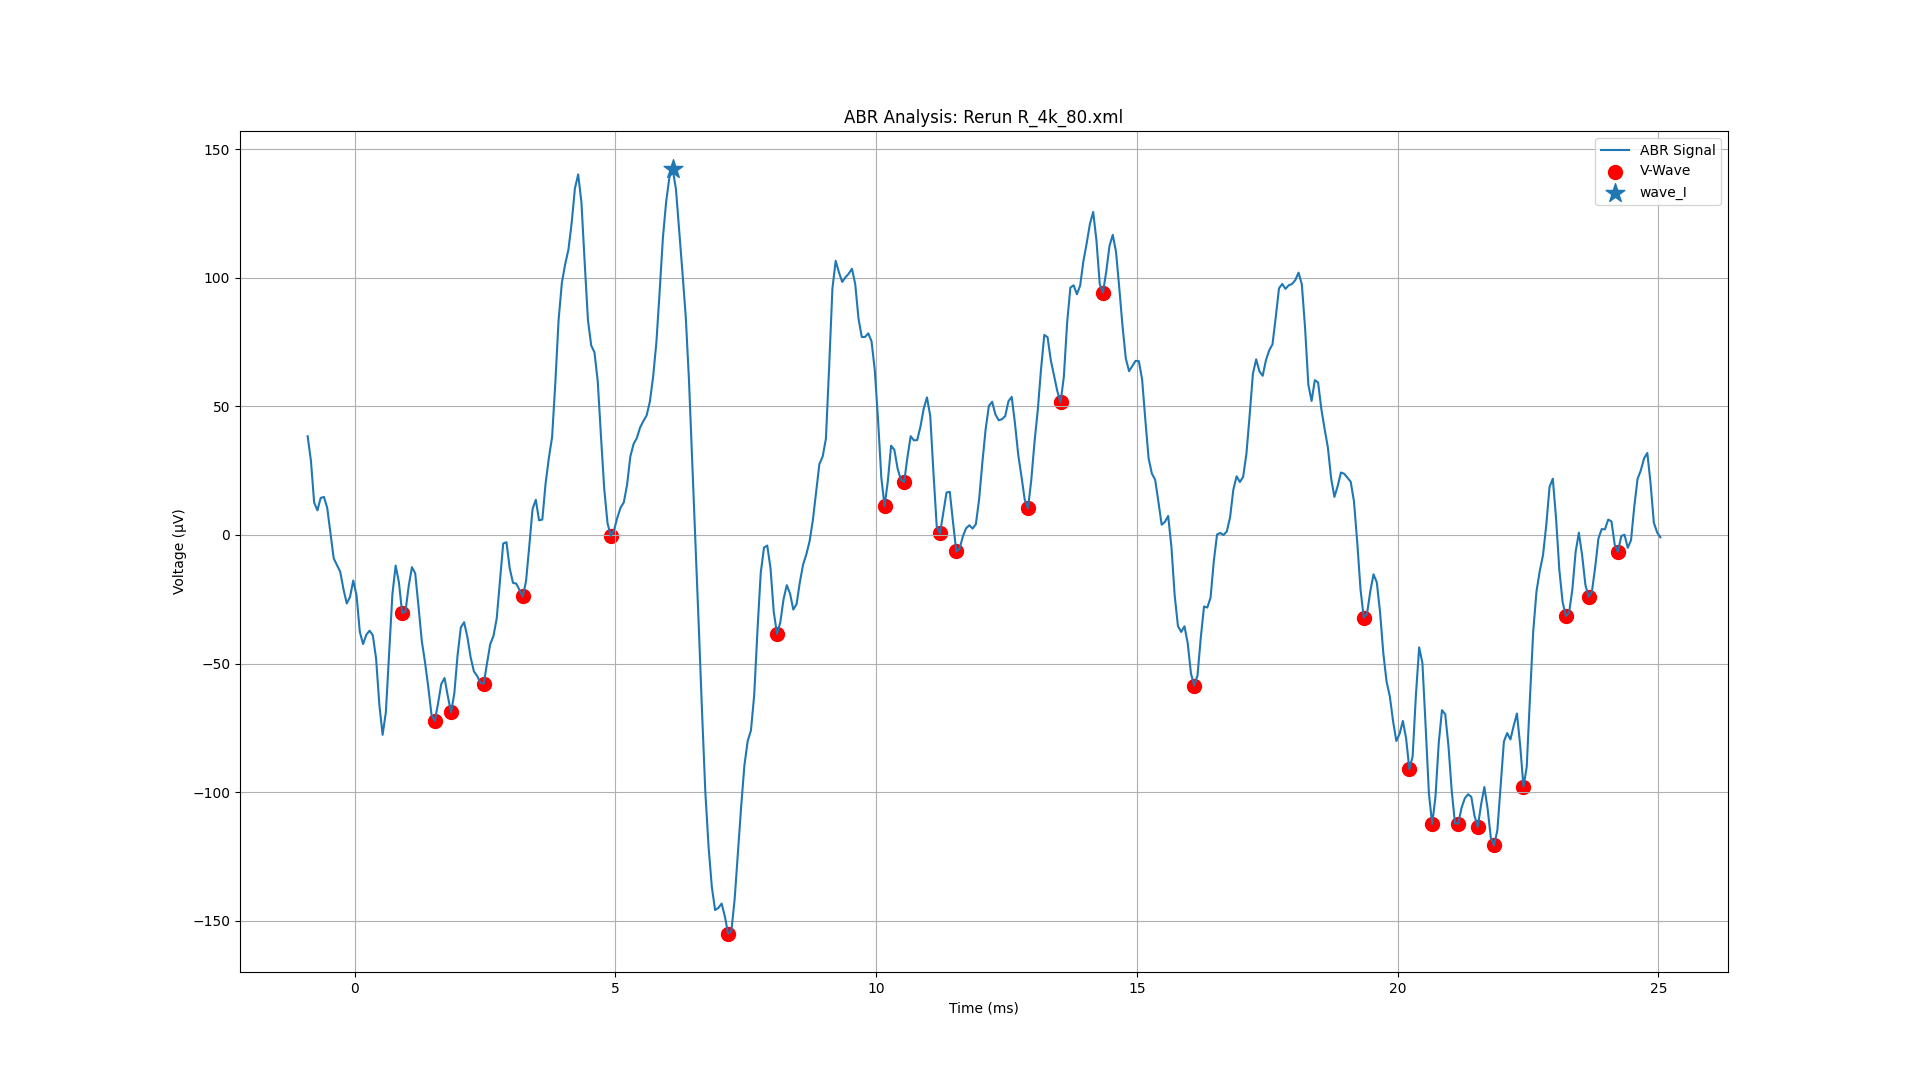 ABR Analysis: Rerun R_4k_80.xml
ABR Signal
V-Wave
wave_I
Voltage (µV)
150
100
50
0
−50
−100
−150
0
5
10
15
20
25
Time (ms)